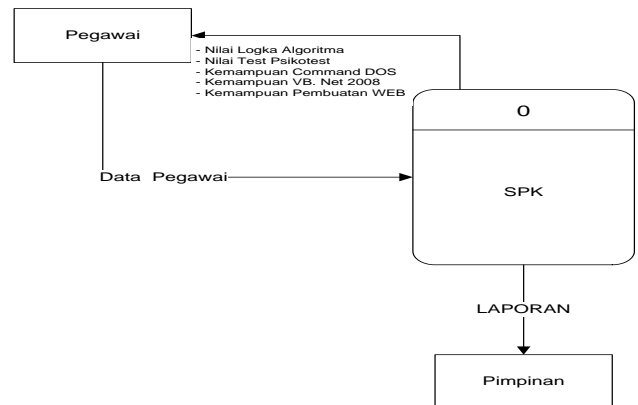 Pegawai
- Nilai Logka Algoritma
- Nilai Test Psikotest
- Kemampuan Command DOS
- Kemampuan VB. Net 2008
- Kemampuan Pembuatan WEB
0
Data Pegawai
SPK
LAPORAN
Pimpinan